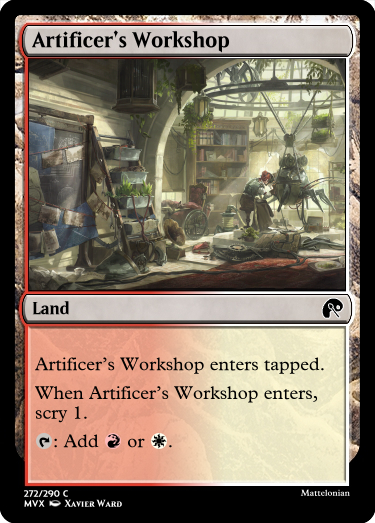 Artificer's Workshop
Land
Artificer's Workshop enters tapped.
When Artificer's Workshop enters,
scry 1.
: Add or .
272/290 C
MVX Xavier Ward
Mattelonian